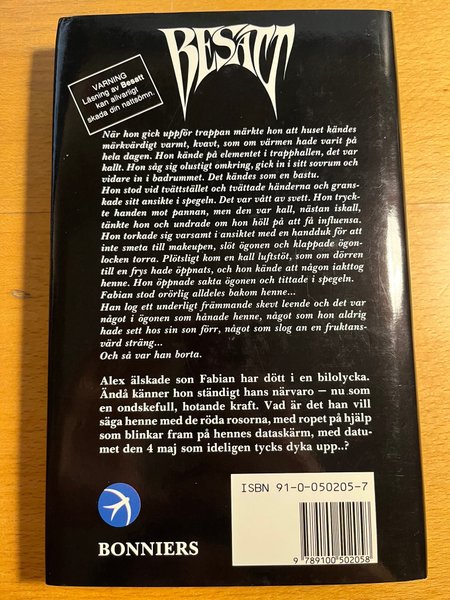 BESATT
VARNING
Läsning av Besatt
kan allvarligt
skada din nattsömn.
När hon gick uppför trappan märkte hon att huset kändes
märkvärdigt varmt, kvavt, som om värmen hade varit på
hela dagen. Hon kände på elementet i trapphallen, det var
kallt. Hon såg sig olustigt omkring, gick in i sitt sovrum och
vidare in i badrummet. Det kändes som en bastu.
Hon stod vid tvättstället och tvättade händerna och grans-
kade sitt ansikte i spegeln. Det var vått av svett. Hon tryck-
te handen mot pannan, men den var kall, nästan iskall,
tänkte hon och undrade om hon höll på att få influensa.
Hon torkade sig varsamt i ansiktet med en handduk för att
inte smeta till makeupen, slöt ögonen och klappade ögon-
locken torra. Plötsligt kom en kall luftstöt, som om dörren
till en frys hade öppnats, och hon kände att någon iakttog
henne. Hon öppnade sakta ögonen och tittade i spegeln.
Fabian stod orörlig alldeles bakom henne...
Han log ett underligt främmande skevt leende och det var
något i ögonen som hånade henne, något som hon aldrig
hade sett hos sin son förr, något som slog an en fruktans-
värd sträng...
Och så var han borta.
Alex älskade son Fabian har dött i en bilolycka.
Ändå känner hon ständigt hans närvaro – nu som
en ondskefull, hotande kraft. Vad är det han vill
säga henne med de röda rosorna, med ropet på hjälp
som blinkar fram på hennes dataskärm, med datu-
met den 4 maj som ideligen tycks dyka upp..?
ISBN 91-0-050205-7
9 789100 502058
BONNIERS